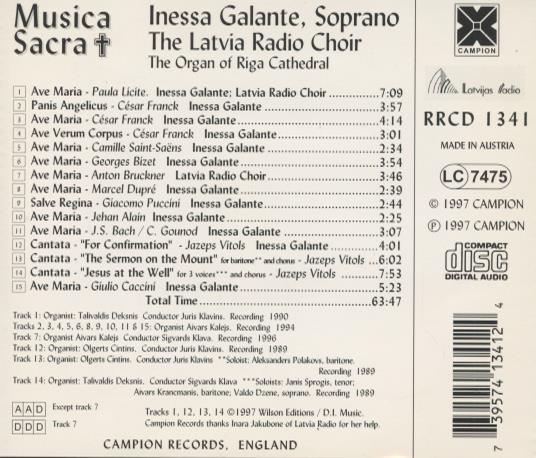 Musica
Sacra
Inessa Galante, Soprano
The Latvia Radio Choir
The Organ of Riga Cathedral
1 Ave Maria - Paula Licite. Inessa Galante; Latvia Radio Choir ............7:09
2 Panis Angelicus - César Franck Inessa Galante............3:57
3 Ave Maria - César Franck Inessa Galante............4:14
4 Ave Verum Corpus - César Franck Inessa Galante............3:01
5 Ave Maria - Camille Saint-Saëns Inessa Galante............2:34
6 Ave Maria - Georges Bizet Inessa Galante............3:54
7 Ave Maria - Anton Bruckner Latvia Radio Choir............3:46
8 Ave Maria - Marcel Dupré Inessa Galante............2:39
9 Salve Regina - Giacomo Puccini Inessa Galante............2:44
10 Ave Maria - Jehan Alain Inessa Galante............2:25
11 Ave Maria - J.S. Bach / C. Gounod Inessa Galante............3:07
12 Cantata - "For Confirmation" - Jazeps Vitols Inessa Galante............4:01
13 Cantata - "The Sermon on the Mount" for baritone** and chorus - Jazeps Vitols ...6:02
14 Cantata - "Jesus at the Well" for 3 voices*** and chorus - Jazeps Vitols ............7:53
15 Ave Maria - Giulio Caccini Inessa Galante............5:23
Total Time............63:47
Track 1: Organist: Talivaldis Deksnis. Conductor Juris Klavins. Recording 1990
Tracks 2, 3, 4, 5, 6, 8, 9, 10, 11 & 15: Organist Aivars Kalejs. Recording 1994
Track 7: Organist Aivars Kalejs Conductor Sigvards Klava. Recording 1996
Track 12: Organist: Olgerts Cintins. Conductor Juris Klavins. Recording 1989
Track 13: Organist: Olgerts Cintins. Conductor Juris Klavins **Soloist: Aleksanders Polakovs, baritone.
Recording 1989
Track 14: Organist: Talivaldis Deksnis. Conductor Sigvards Klava ***Soloists: Janis Sprogis, tenor;
Aivars Krancmanis, baritone; Valdo Dzene, soprano. Recording 1989
AAD Except track 7
DDD Track 7
Tracks 1, 12, 13, 14 ©1997 Wilson Editions / D.I. Music.
Campion Records thanks Inara Jakubone of Latvia Radio for her help.
CAMPION RECORDS, ENGLAND
CAMPION
Latvijas Radio
RRCD 1341
MADE IN AUSTRIA
LC 7475
© 1997 CAMPION
℗ 1997 CAMPION
COMPACT
disc
DIGITAL AUDIO
7 39574 13412 4